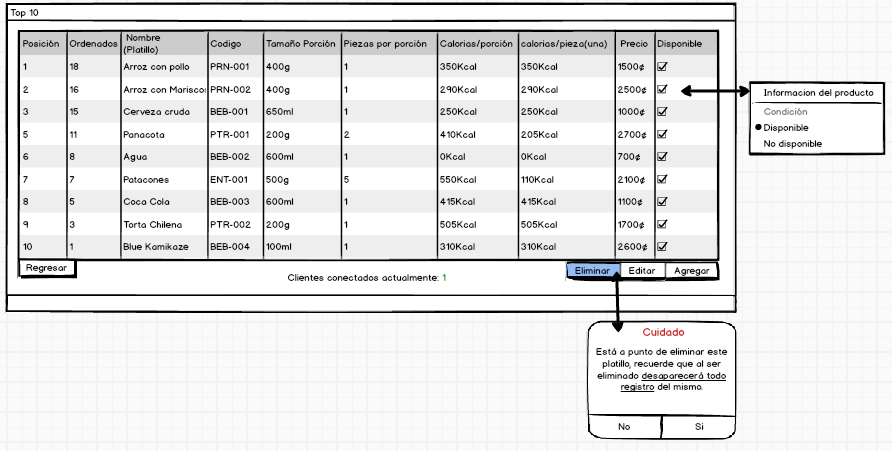 Top 10
Posición Ordenados Nombre (Platillo) Codigo Tamaño Porción Piezas por porción Calorias/porción calorias/pieza(una) Precio Disponible
1 18 Arroz con pollo PRN-001 400g 1 350Kcal 350Kcal 1500¢
2 16 Arroz con Marisco PRN-002 400g 1 290Kcal 290Kcal 2500¢
3 15 Cerveza cruda BEB-001 650ml 1 250Kcal 250Kcal 1000¢
5 11 Panacota PTR-001 200g 2 410Kcal 205Kcal 2700¢
6 8 Agua BEB-002 600ml 1 0Kcal 0Kcal 700¢
7 7 Patacones ENT-001 500g 5 550Kcal 110Kcal 2100¢
8 5 Coca Cola BEB-003 600ml 1 415Kcal 415Kcal 1100¢
9 3 Torta Chilena PTR-002 200g 1 505Kcal 505Kcal 1700¢
10 1 Blue Kamikaze BEB-004 100ml 1 310Kcal 310Kcal 2600¢
Regresar
Clientes conectados actualmente: 1
Eliminar Editar Agregar
Informacion del producto
Condición
Disponible
No disponible
Cuidado
Está a punto de eliminar este
platillo, recuerde que al ser
eliminado desaparecerá todo
registro del mismo.
No Si